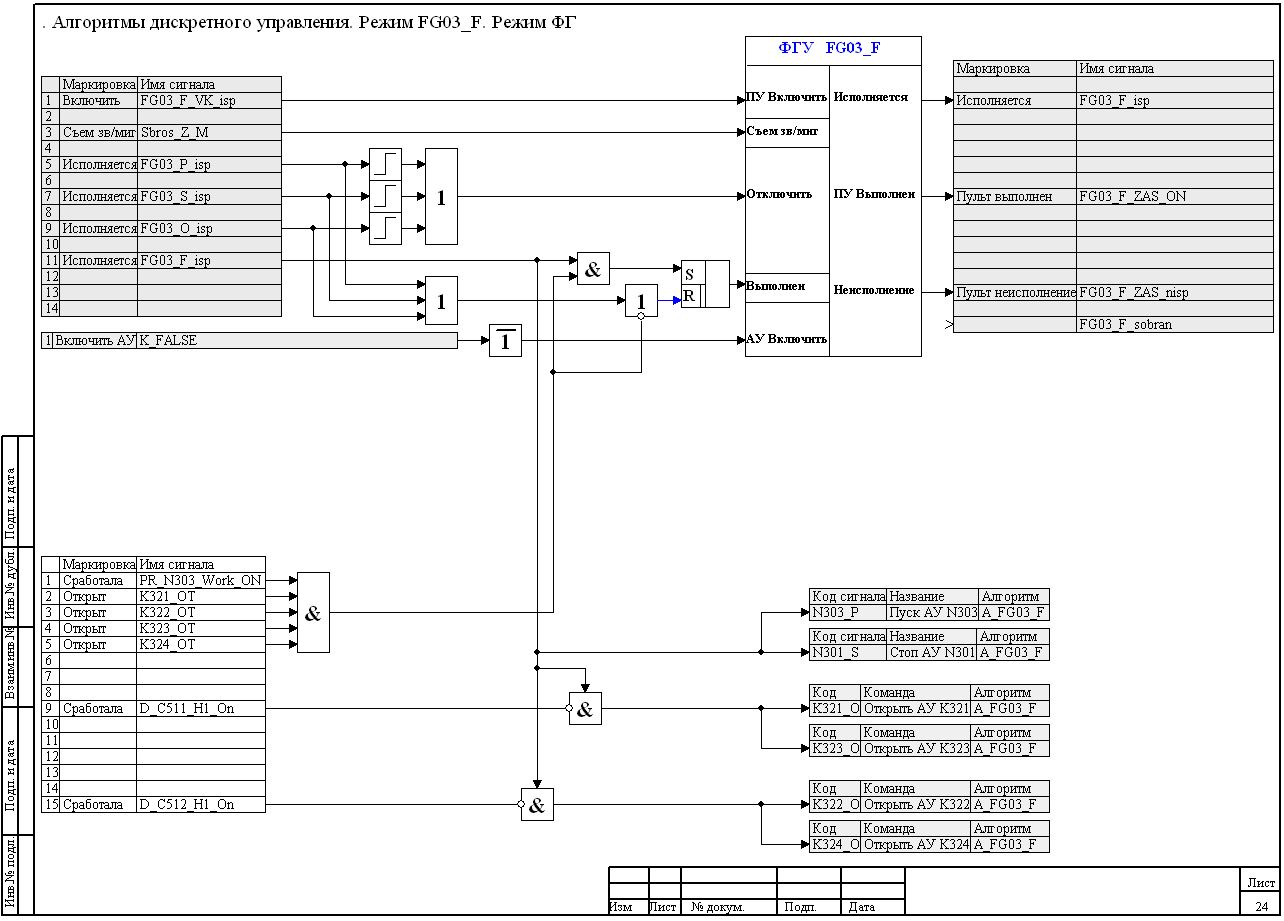 . Алгоритмы дискретного управления. Режим FG03_F. Режим ФГ
ФГУ FG03_F
Маркировка Имя сигнала
1 Включить FG03_F_VK_isp
2
3 Съем зв/миг Sbros_Z_M
4
5 Исполняется FG03_P_isp
6
7 Исполняется FG03_S_isp
8
9 Исполняется FG03_O_isp
10
11 Исполняется FG03_F_isp
12
13
14
1 Включить АУ K_FALSE
1
1
1
1
&
S
R
ПУ Включить Исполняется
Съем зв/миг
Отключить ПУ Выполнен
Выполнен Неисполнение
АУ Включить
Маркировка Имя сигнала
Исполняется FG03_F_isp
Пульт выполнен FG03_F_ZAS_ON
Пульт неисполнение FG03_F_ZAS_nisp
> FG03_F_sobran
Маркировка Имя сигнала
1 Сработала PR_N303_Work_ON
2 Открыт K321_OT
3 Открыт K322_OT
4 Открыт K323_OT
5 Открыт K324_OT
6
7
8
9 Сработала D_C511_H1_On
10
11
12
13
14
15 Сработала D_C512_H1_On
&
&
&
Код сигнала Название Алгоритм
N303_P Пуск АУ N303 A_FG03_F
Код сигнала Название Алгоритм
N301_S Стоп АУ N301 A_FG03_F
Код Команда Алгоритм
K321_O Открыть АУ K321 A_FG03_F
Код Команда Алгоритм
K323_O Открыть АУ K323 A_FG03_F
Код Команда Алгоритм
K322_O Открыть АУ K322 A_FG03_F
Код Команда Алгоритм
K324_O Открыть АУ K324 A_FG03_F
Подп. и дата
Инв.№ дубл.
Взаим.инв.№
Подп. и дата
Инв.№ подл.
Изм Лист № докум. Подп. Дата
Лист
24